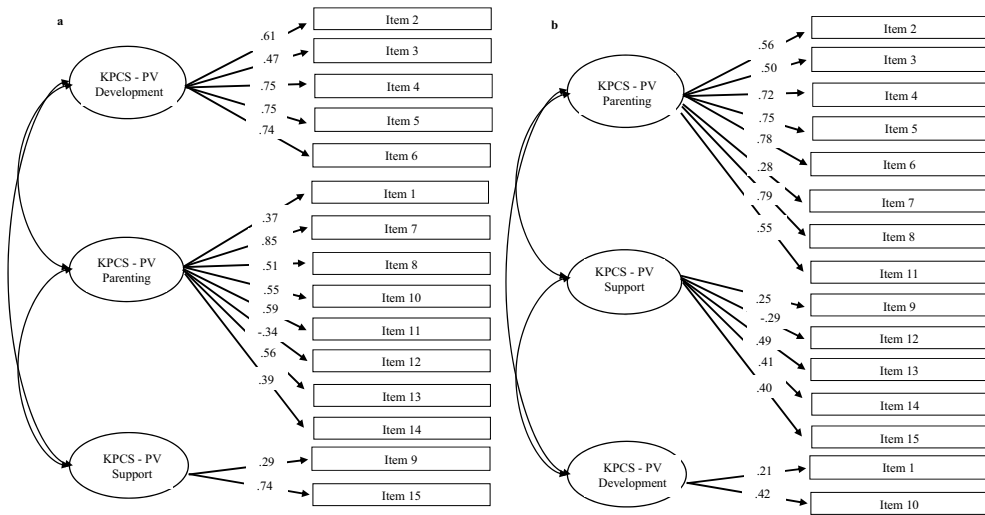 a
KPCS - PV
Development
.61
.47
.75
.75
.74
Item 2
Item 3
Item 4
Item 5
Item 6
KPCS - PV
Parenting
.37
.85
.51
.55
.59
-.34
.56
.39
Item 1
Item 7
Item 8
Item 10
Item 11
Item 12
Item 13
Item 14
KPCS - PV
Support
.29
.74
Item 9
Item 15
b
KPCS - PV
Parenting
.56
.50
.72
.75
.78
.28
.79
.55
Item 2
Item 3
Item 4
Item 5
Item 6
Item 7
Item 8
Item 11
KPCS - PV
Support
.25
-.29
.49
.41
.40
Item 9
Item 12
Item 13
Item 14
Item 15
KPCS - PV
Development
.21
.42
Item 1
Item 10